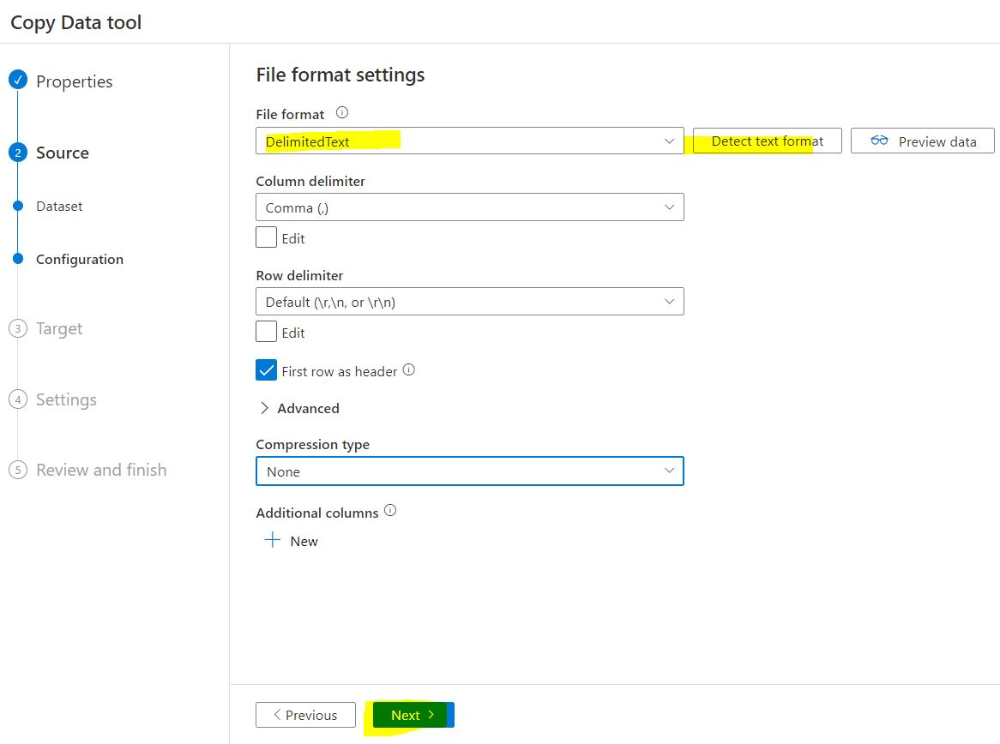 Copy Data tool
Properties
2 Source
Dataset
Configuration
3 Target
4 Settings
5 Review and finish
File format settings
File format
DelimitedText
Detect text format
Preview data
Column delimiter
Comma (,)
Edit
Row delimiter
Default (\r,\n, or \r\n)
Edit
First row as header
Advanced
Compression type
None
Additional columns
New
Previous
Next